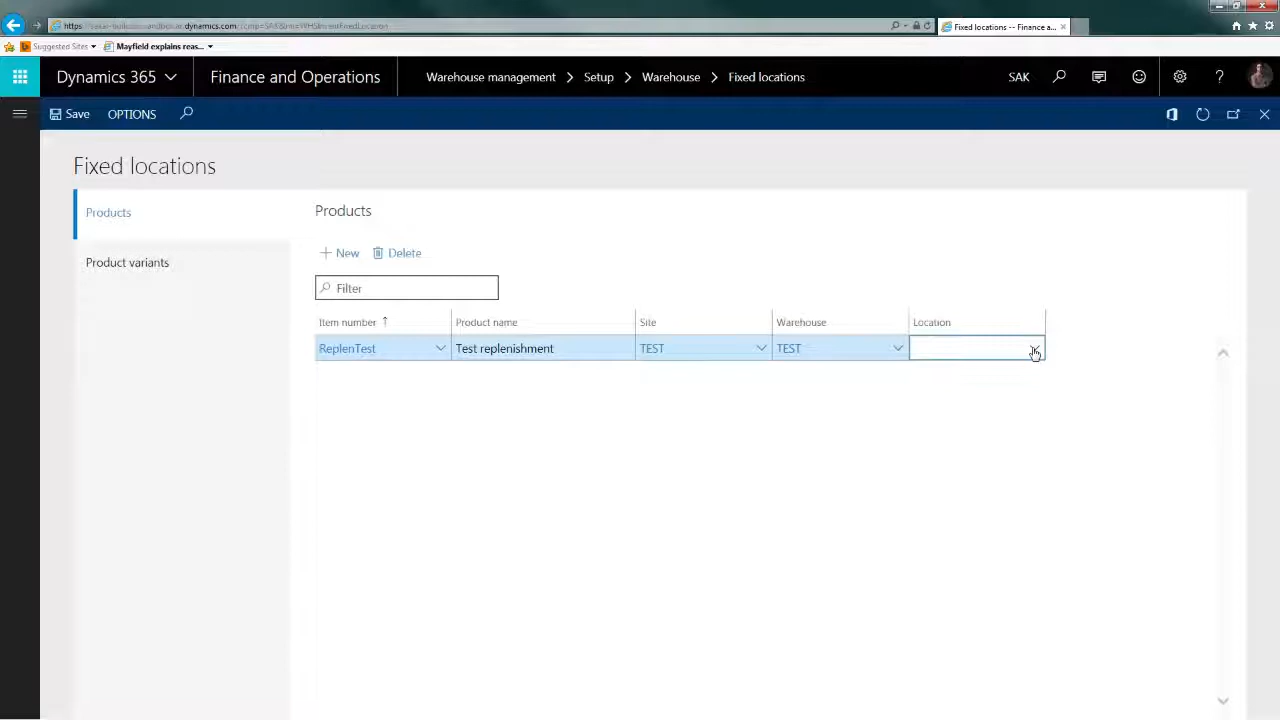 dynamics.com
Fixed locations -- Finance a...
Suggested Sites
Mayfield explains reas...
Dynamics 365
Finance and Operations
Warehouse management > Setup > Warehouse > Fixed locations
SAK
?
Save
OPTIONS
Fixed locations
Products
Product variants
Products
New
Delete
Filter
Item number ↑ Product name Site Warehouse Location
ReplenTest Test replenishment TEST TEST